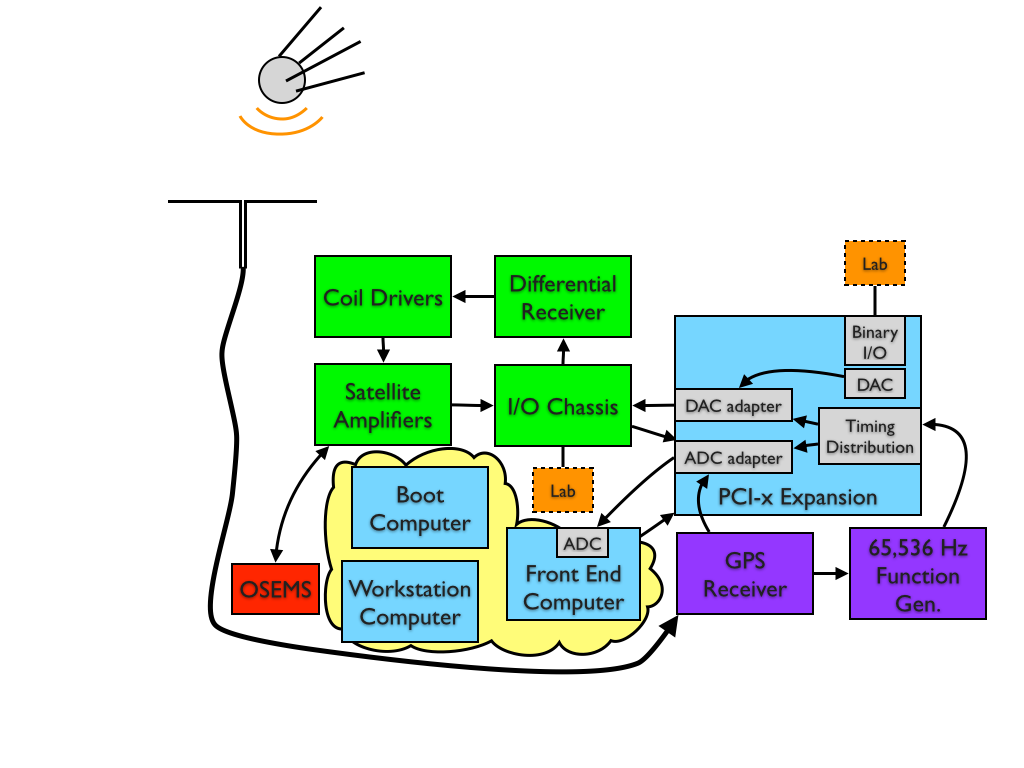 Lab
Coil Drivers
Differential
Receiver
Binary
I/O
DAC
Satellite
Amplifiers
I/O Chassis
DAC adapter
Timing
Distribution
ADC adapter
PCI-x Expansion
Lab
Boot
Computer
ADC
Front End
Computer
GPS
Receiver
65,536 Hz
Function
Gen.
OSEMS
Workstation
Computer